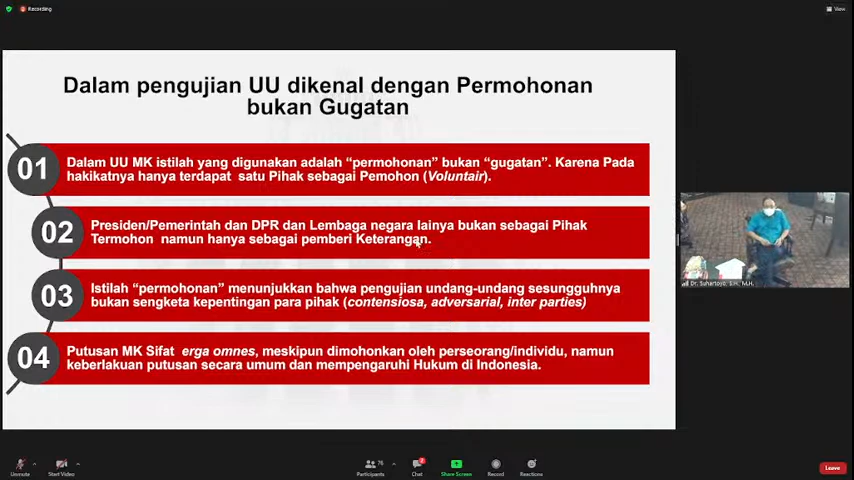 Recording
View
Dalam pengujian UU dikenal dengan Permohonan
bukan Gugatan
01
Dalam UU MK istilah yang digunakan adalah “permohonan” bukan “gugatan”. Karena Pada
hakikatnya hanya terdapat satu Pihak sebagai Pemohon (Voluntair).
02
Presiden/Pemerintah dan DPR dan Lembaga negara lainya bukan sebagai Pihak
Termohon namun hanya sebagai pemberi Keterangan.
03
Istilah “permohonan” menunjukkan bahwa pengujian undang-undang sesungguhnya
bukan sengketa kepentingan para pihak (contensiosa, adversarial, inter parties)
04
Putusan MK Sifat erga omnes, meskipun dimohonkan oleh perseorang/individu, namun
keberlakuan putusan secara umum dan mempengaruhi Hukum di Indonesia.
Dr. Suhartoyo, S.H., M.H.
Unmute
Start Video
76
Participants
2
Chat
Share Screen
Record
Reactions
Leave